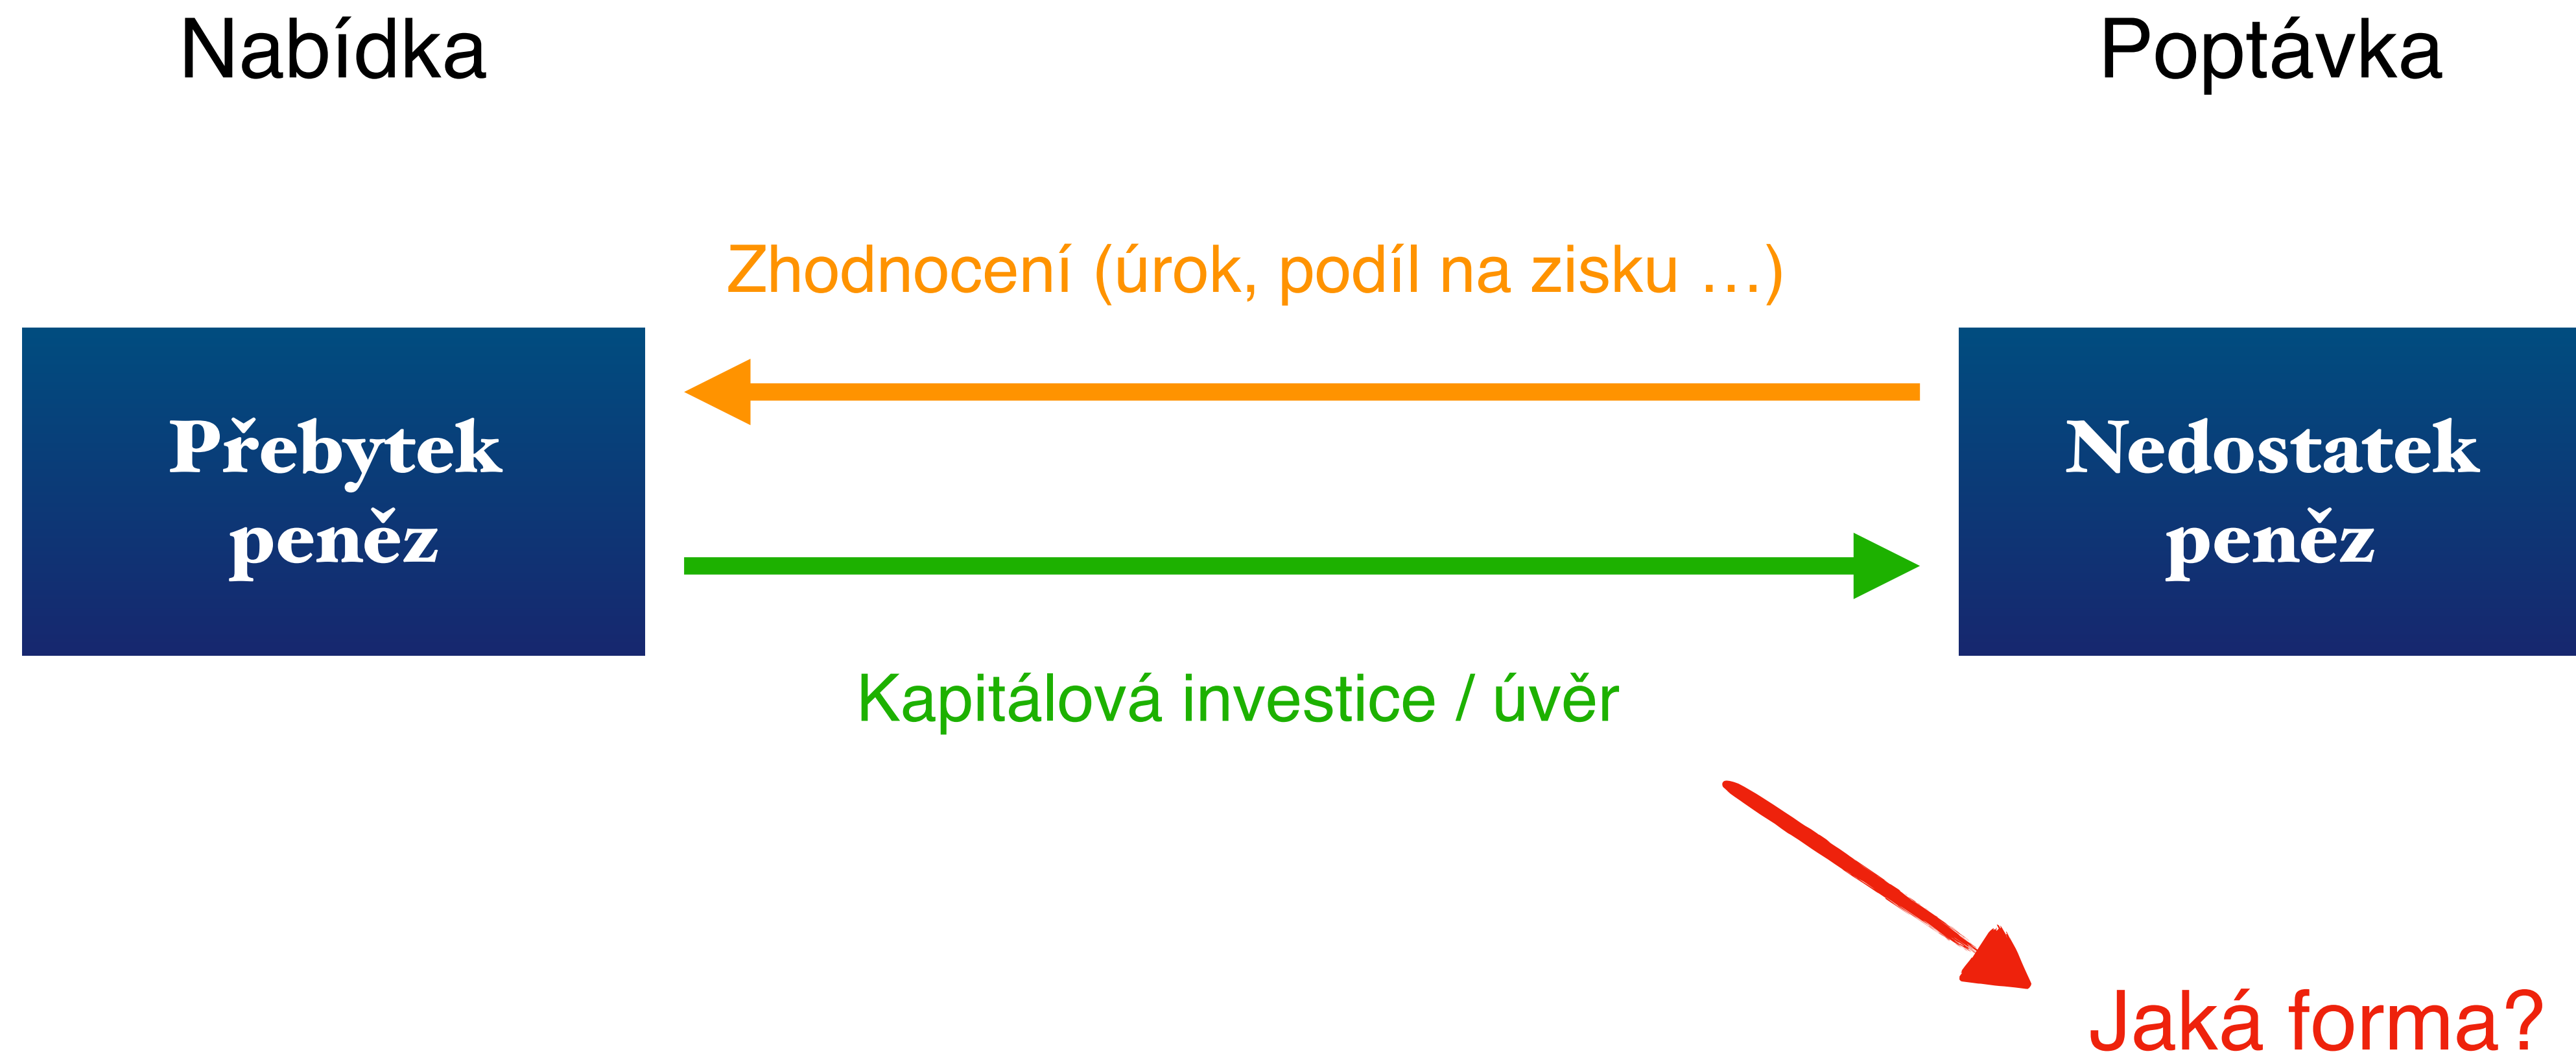 Nabídka
Poptávka
Zhodnocení (úrok, podíl na zisku …)
Přebytek
peněz
Nedostatek
peněz
Kapitálová investice / úvěr
Jaká forma?